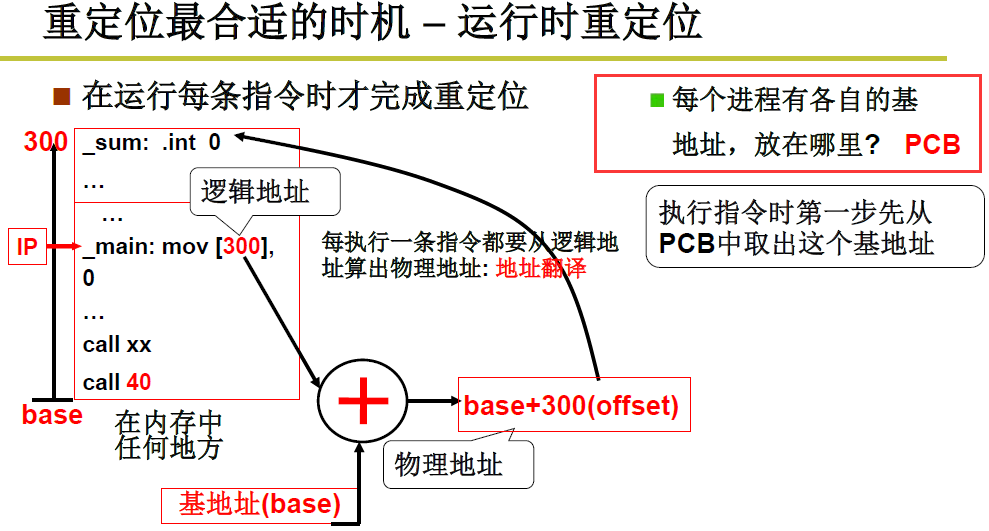 重定位最合适的时机 – 运行时重定位
在运行每条指令时才完成重定位
每个进程有各自的基
地址，放在哪里? PCB
执行指令时第一步先从
PCB中取出这个基地址
300
_sum: .int 0
…
逻辑地址
…
IP
_main: mov [300],
0
…
call xx
call 40
base
每执行一条指令都要从逻辑地
址算出物理地址: 地址翻译
在内存中
任何地方
+
base+300(offset)
物理地址
基地址(base)